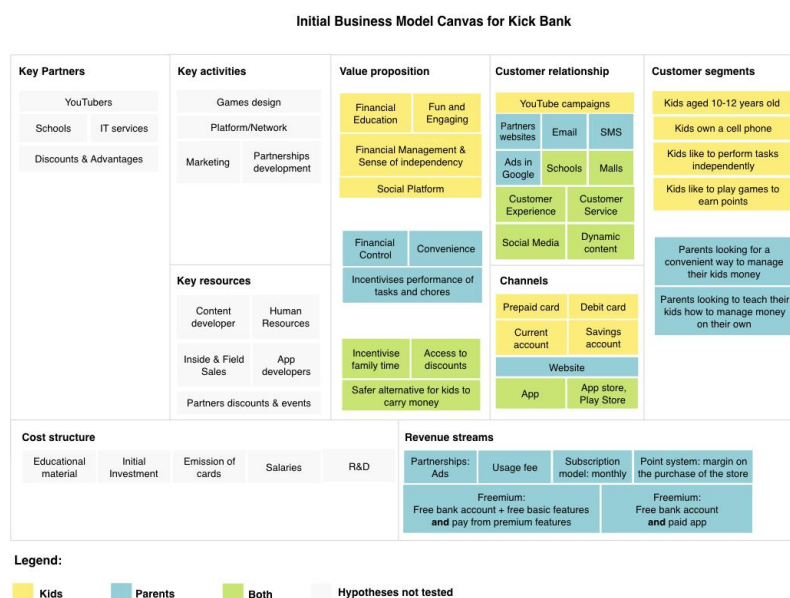 Initial Business Model Canvas for Kick Bank
Key Partners
YouTubers
Schools
IT services
Discounts & Advantages
Key activities
Games design
Platform/Network
Marketing
Partnerships
development
Key resources
Content
developer
Human
Resources
Inside & Field
Sales
App
developers
Partners discounts & events
Value proposition
Financial
Education
Fun and
Engaging
Financial Management &
Sense of independency
Social Platform
Financial
Control
Convenience
Incentivises performance of
tasks and chores
Incentivise
family time
Access to
discounts
Safer alternative for kids to
carry money
Customer relationship
YouTube campaigns
Partners
websites
Email
SMS
Ads in
Google
Schools
Malls
Customer
Experience
Customer
Service
Social Media
Dynamic
content
Channels
Prepaid card
Debit card
Current
account
Savings
account
Website
App
App store,
Play Store
Customer segments
Kids aged 10-12 years old
Kids own a cell phone
Kids like to perform tasks
independently
Kids like to play games to
earn points
Parents looking for a
convenient way to manage
their kids money
Parents looking to teach their
kids how to manage money
on their own
Cost structure
Educational
material
Initial
Investment
Emission of
cards
Salaries
R&D
Revenue streams
Partnerships:
Ads
Usage fee
Subscription
model: monthly
Point system: margin on
the purchase of the store
Freemium:
Free bank account + free basic features
and pay from premium features
Freemium:
Free bank account
and paid app
Legend:
Kids
Parents
Both
Hypotheses not tested